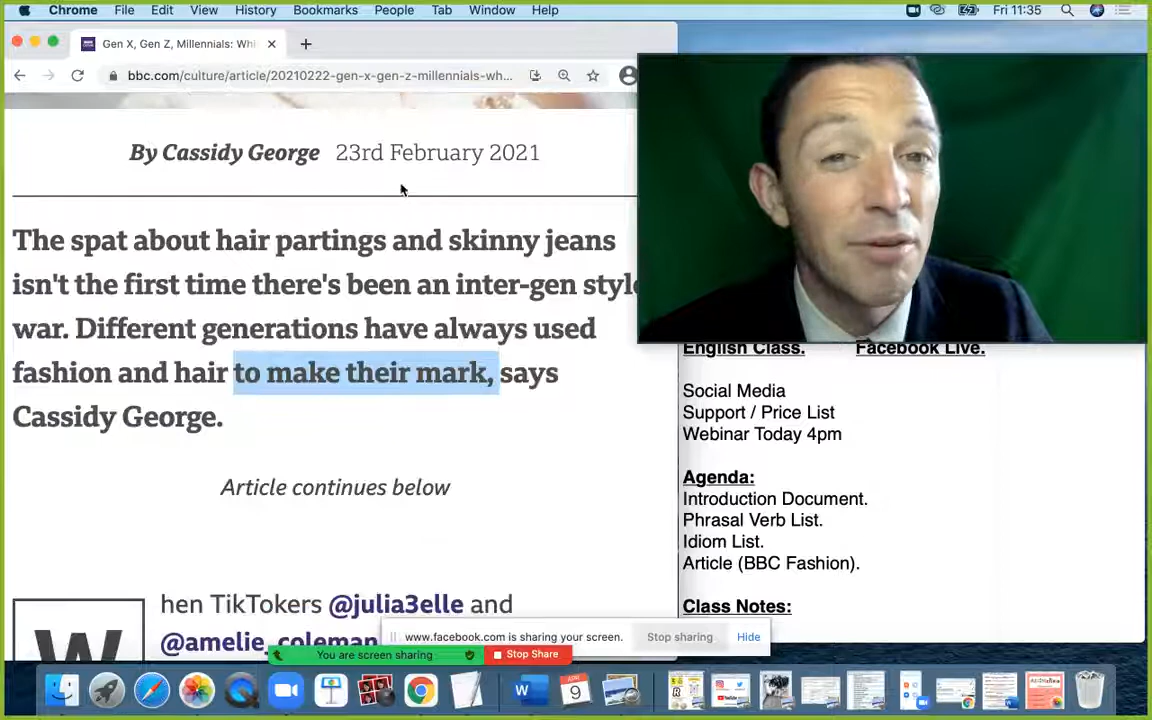 Chrome File Edit View History Bookmarks People Tab Window Help
Fri 11:35
Gen X, Gen Z, Millennials: Whi
bbc.com/culture/article/20210222-gen-x-gen-z-millennials-wh...
By Cassidy George 23rd February 2021
The spat about hair partings and skinny jeans
isn't the first time there's been an inter-gen style
war. Different generations have always used
fashion and hair to make their mark, says
Cassidy George.
Article continues below
W
hen TikTokers @julia3elle and
@amelie_coleman
English Class. Facebook Live.
Social Media
Support / Price List
Webinar Today 4pm
Agenda:
Introduction Document.
Phrasal Verb List.
Idiom List.
Article (BBC Fashion).
Class Notes:
www.facebook.com is sharing your screen. Stop sharing Hide
You are screen sharing Stop Share
APR
9
W